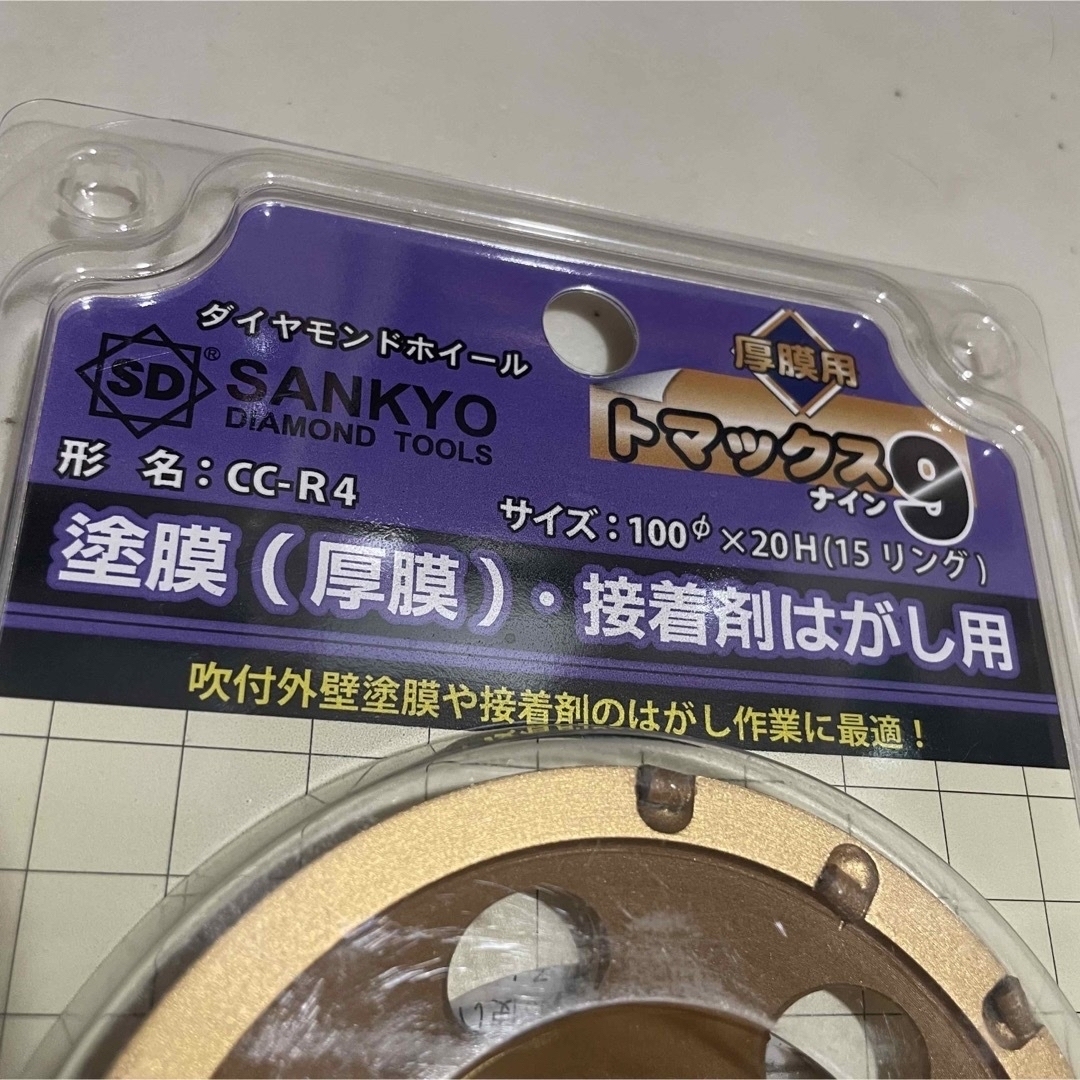 ダイヤモンドホイール
SD® SANKYO
DIAMOND TOOLS
厚膜用
トマックス9
ナイン
形 名：CC-R4
サイズ：100φ×20H(15リング)
塗膜(厚膜)・接着剤はがし用
吹付外壁塗膜や接着剤のはがし作業に最適！